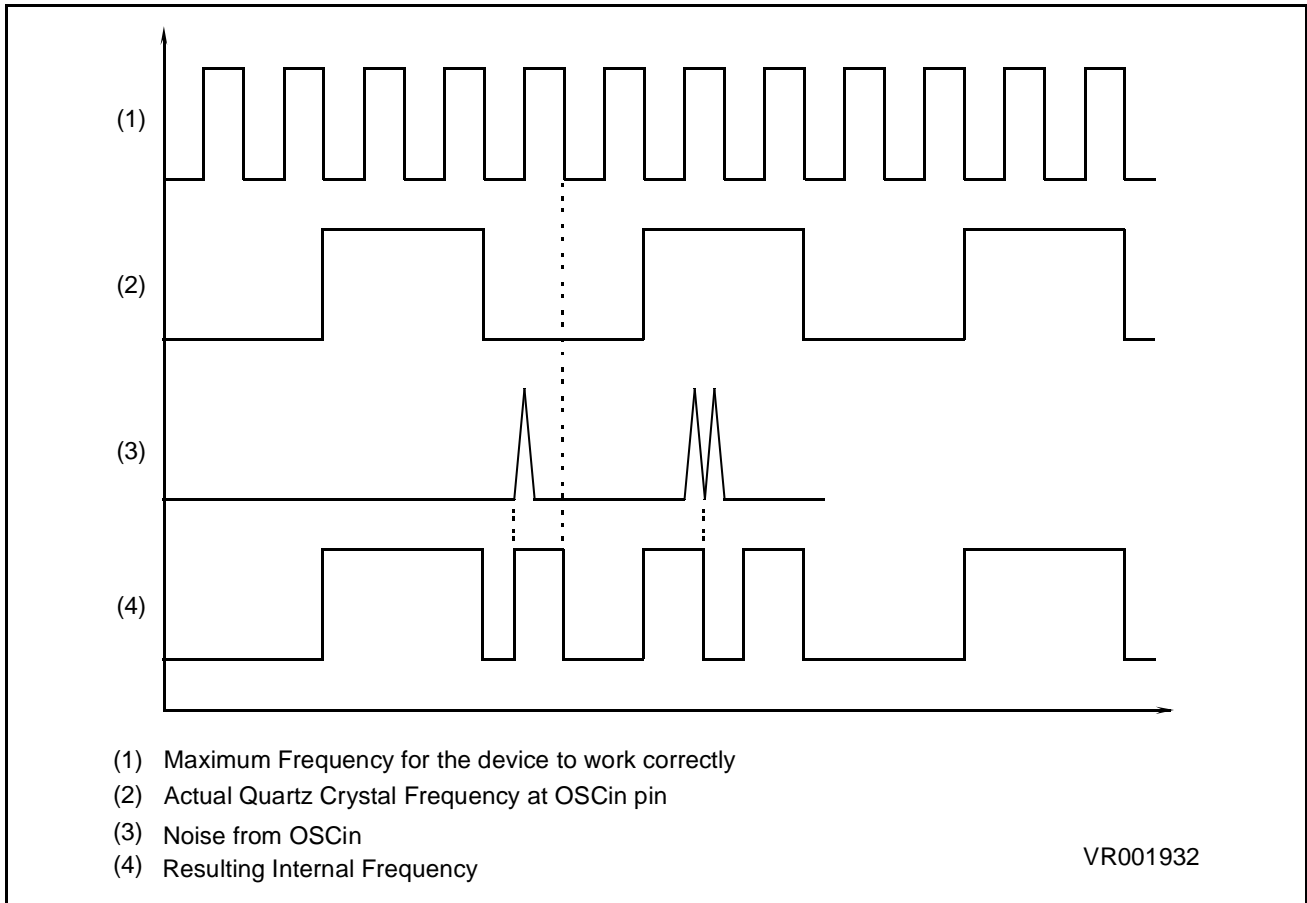 (1)
(2)
(3)
(4)
(1) Maximum Frequency for the device to work correctly
(2) Actual Quartz Crystal Frequency at OSCin pin
(3) Noise from OSCin
(4) Resulting Internal Frequency
VR001932